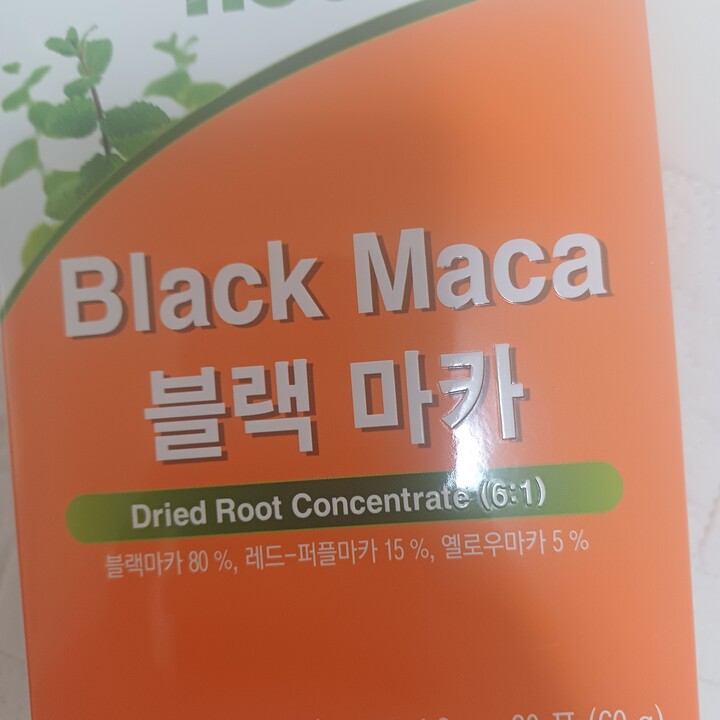 Black Maca
블랙 마카
Dried Root Concentrate (6:1)
블랙마카 80 %, 레드-퍼플마카 15 %, 옐로우마카 5 %